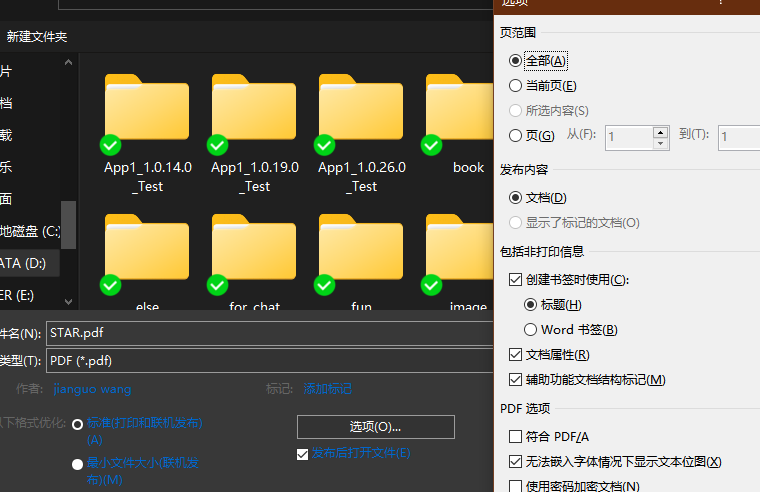 选项
?
新建文件夹
片
档
载
乐
面
地磁盘 (C:)
ATA (D:)
ER (E:)
App1_1.0.14.0
_Test
App1_1.0.19.0
_Test
App1_1.0.26.0
_Test
book
else
for_chat
fun
image
件名(N):
STAR.pdf
类型(T):
PDF (*.pdf)
作者:
jianguo wang
标记:
添加标记
以下格式优化:
标准(打印和联机发布)
(A)
最小文件大小(联机发
布)(M)
选项(O)...
发布后打开文件(E)
页范围
全部(A)
当前页(E)
所选内容(S)
页(G)
从(F):
1
到(T):
1
发布内容
文档(D)
显示了标记的文档(O)
包括非打印信息
创建书签时使用(C):
标题(H)
Word 书签(B)
文档属性(R)
辅助功能文档结构标记(M)
PDF 选项
符合 PDF/A
无法嵌入字体情况下显示文本位图(X)
使用密码加密文档(N)